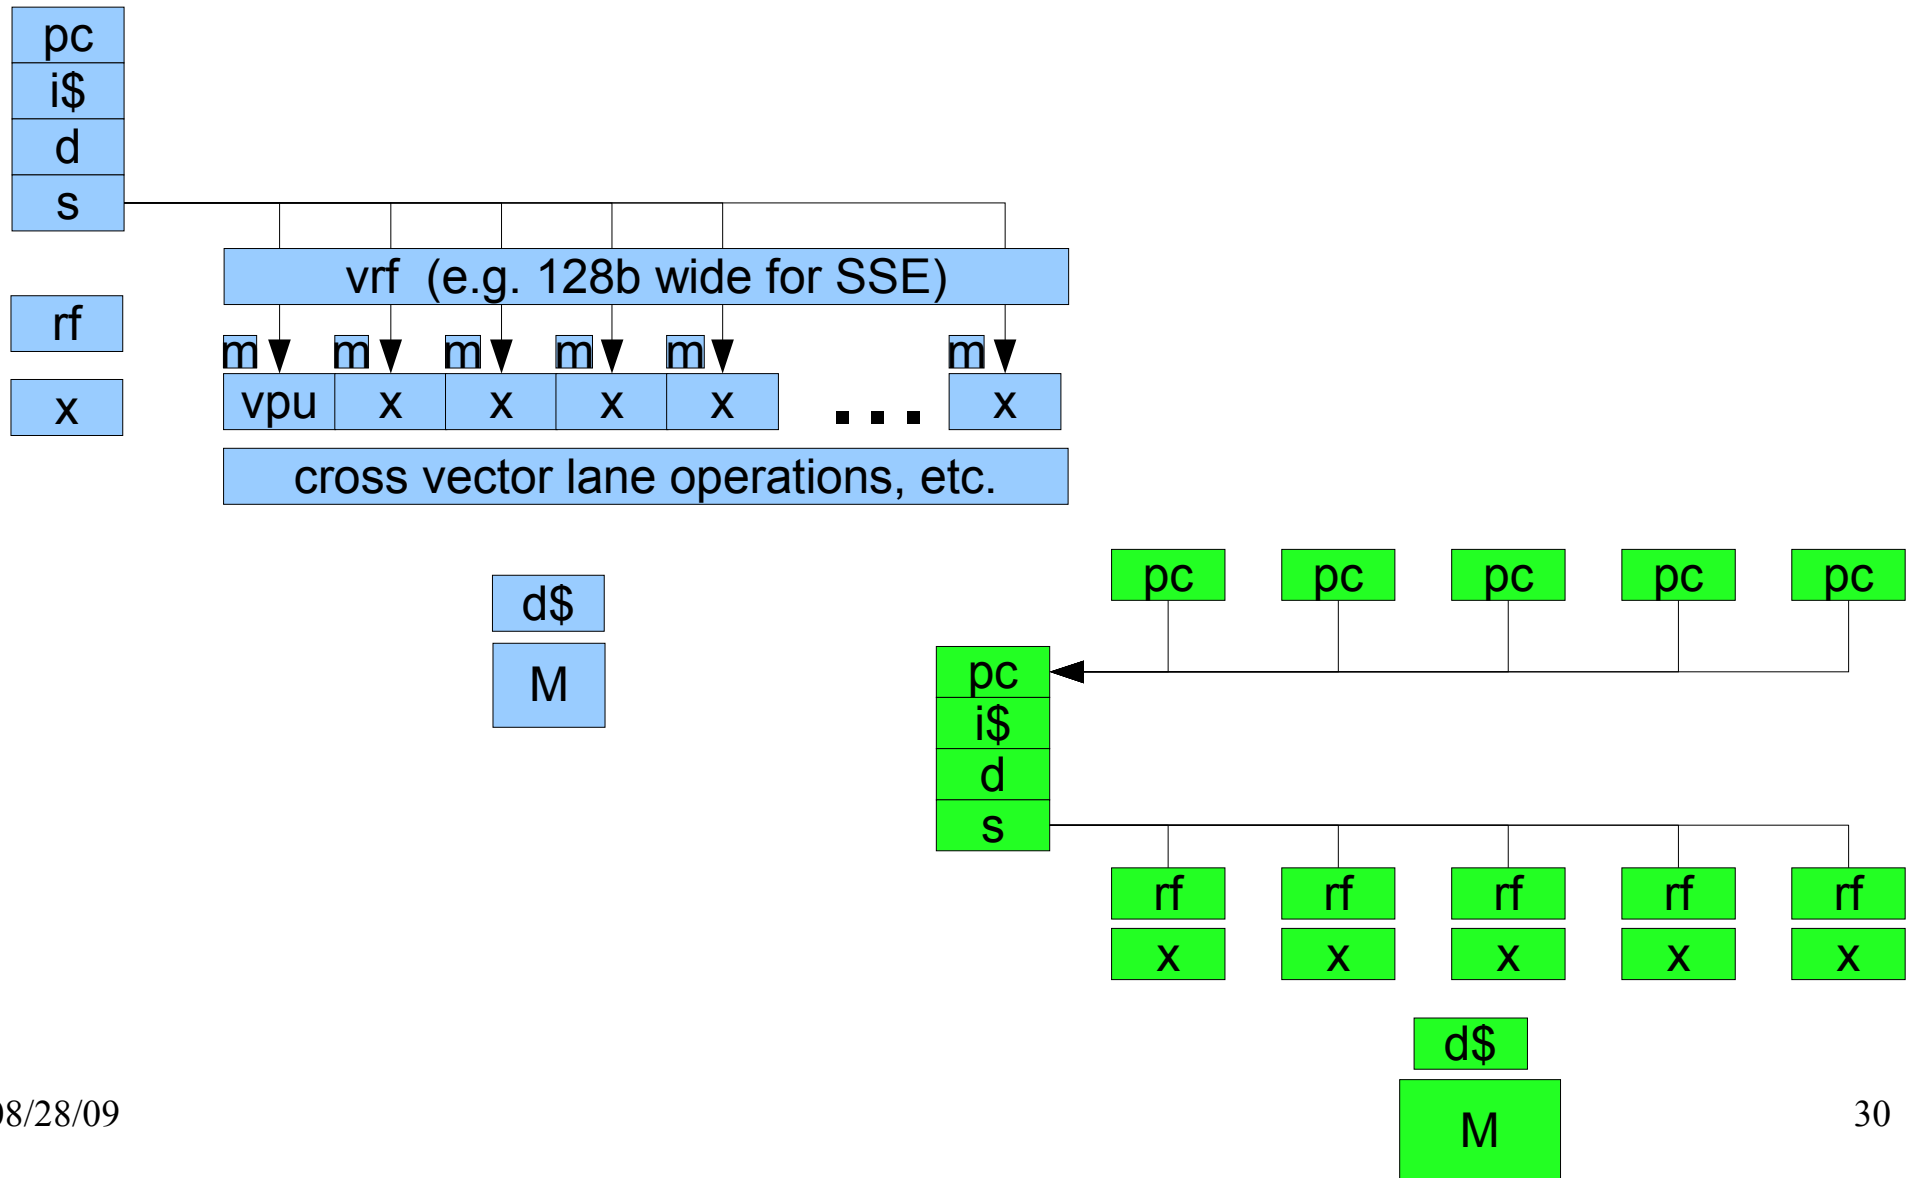 pc
i$
d
s
vrf (e.g. 128b wide for SSE)
rf
m m m m m m
x
vpu x x x x ... x
cross vector lane operations, etc.
d$
M
pc pc pc pc pc
pc
i$
d
s
rf rf rf rf rf
x x x x x
d$
M
08/28/09
30